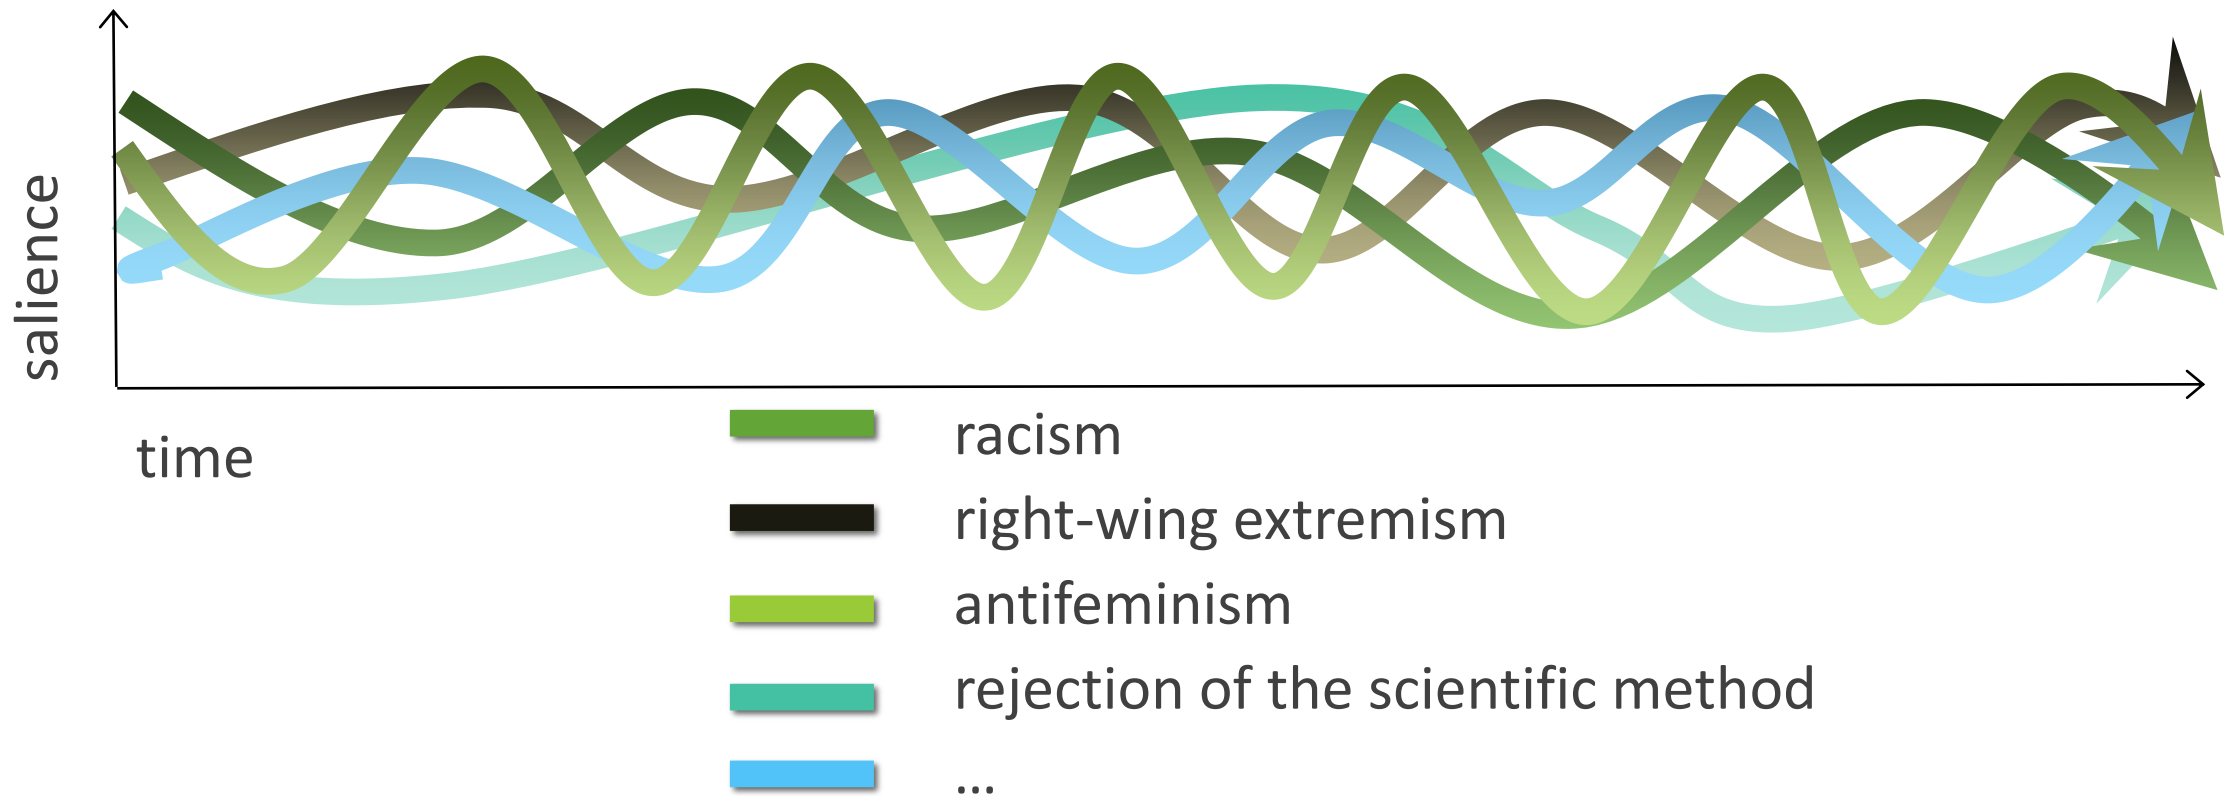 salience
time
racism
right-wing extremism
antifeminism
rejection of the scientific method
...